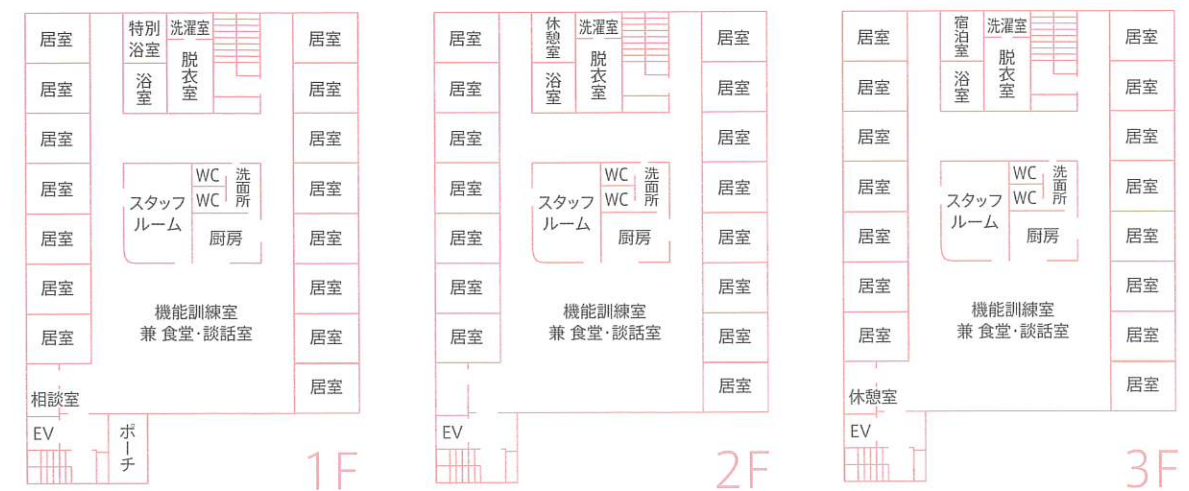 居室
居室
居室
居室
居室
居室
居室
相談室
EV
特別
浴室
洗濯室
浴室
脱衣室
スタッフ
ルーム
WC
WC
洗面所
厨房
機能訓練室
兼 食堂・談話室
ポーチ
居室
居室
居室
居室
居室
居室
居室
居室
1F
居室
居室
居室
居室
居室
居室
居室
EV
休憩室
洗濯室
浴室
脱衣室
スタッフ
ルーム
WC
WC
洗面所
厨房
機能訓練室
兼 食堂・談話室
居室
居室
居室
居室
居室
居室
居室
居室
2F
居室
居室
居室
居室
居室
居室
居室
休憩室
EV
宿泊室
洗濯室
浴室
脱衣室
スタッフ
ルーム
WC
WC
洗面所
厨房
機能訓練室
兼 食堂・談話室
居室
居室
居室
居室
居室
居室
居室
居室
3F